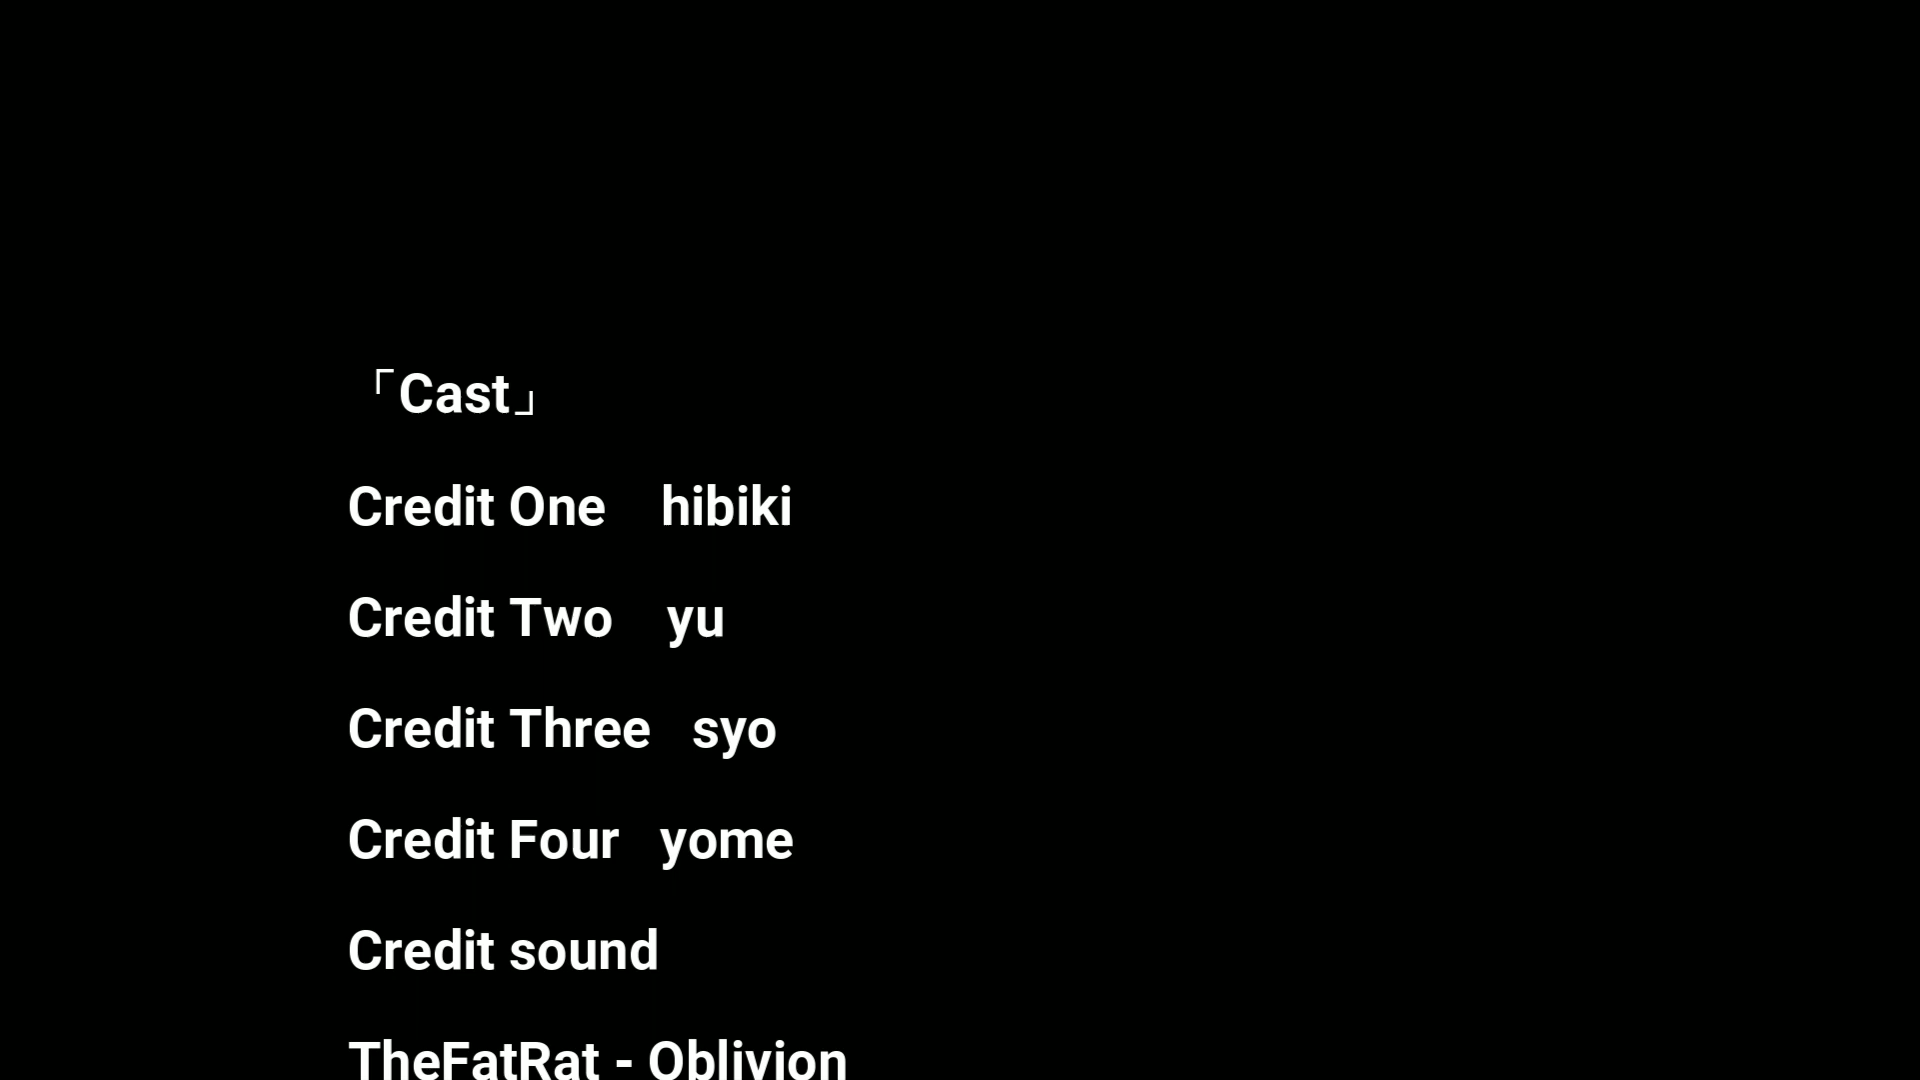 「Cast」
Credit One    hibiki
Credit Two    yu
Credit Three   syo
Credit Four   yome
Credit sound
TheFatRat - Oblivion